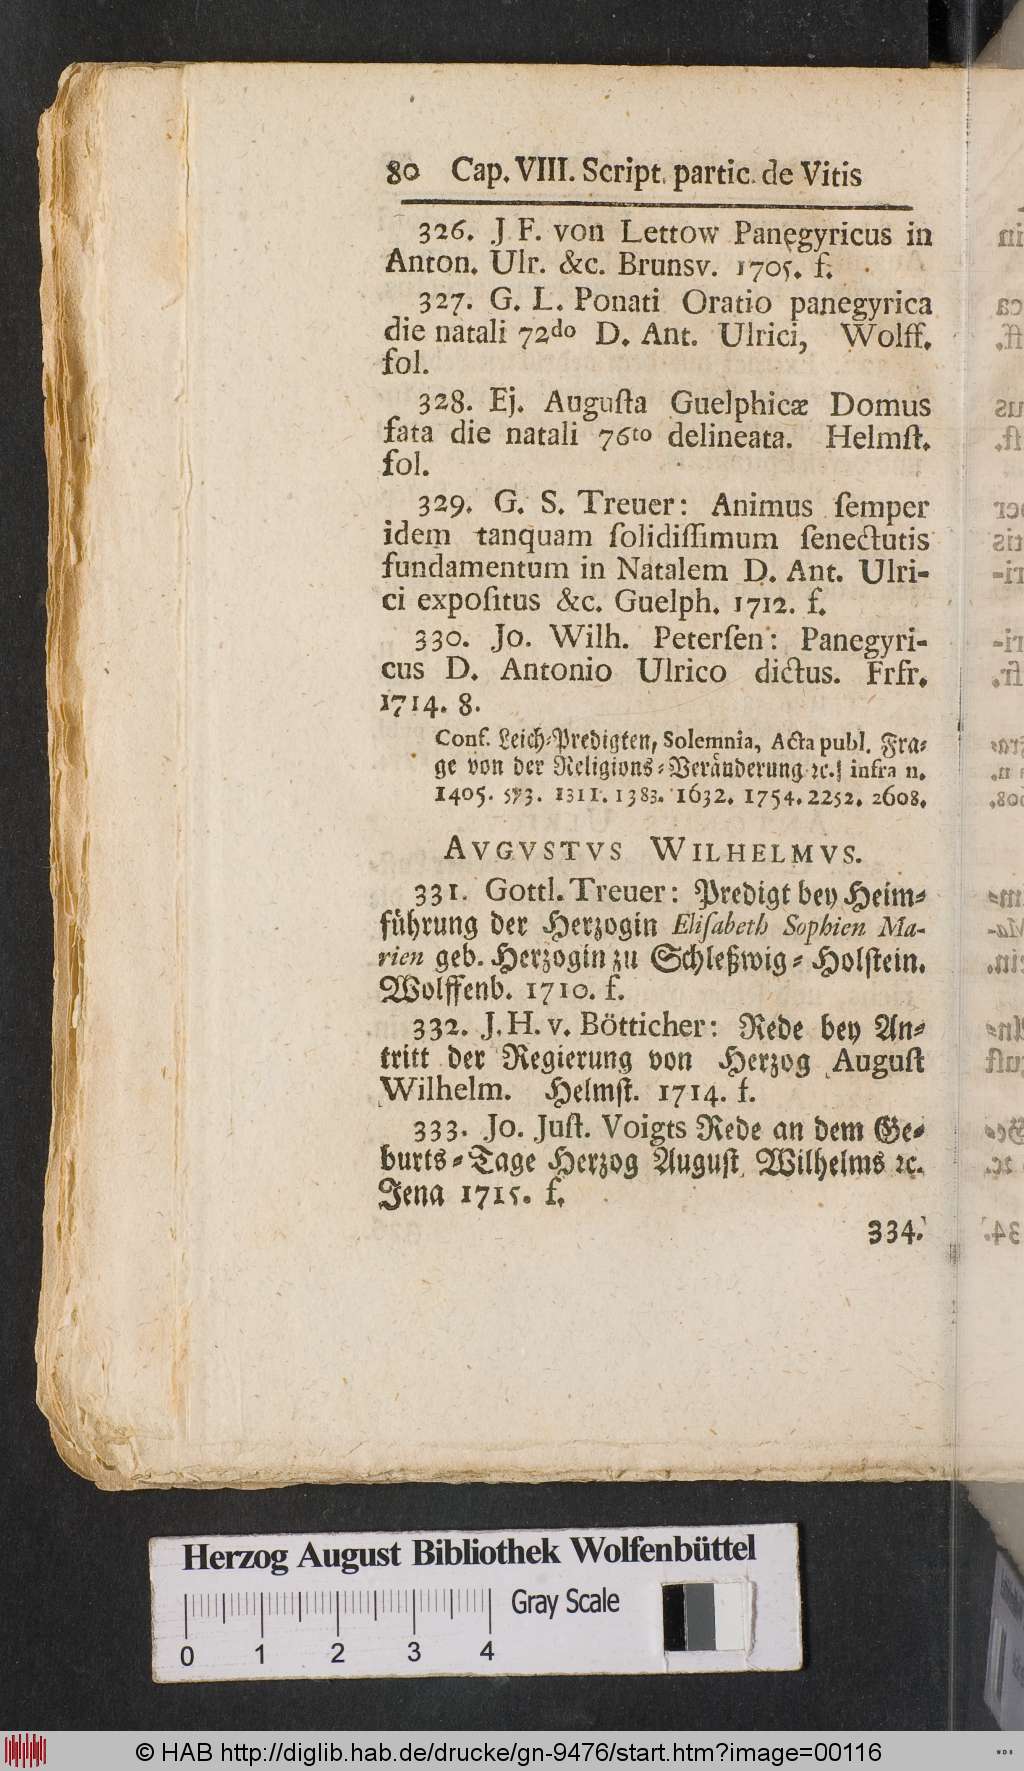 80 Cap. VIII. Script. partic. de Vitis
326. J F. von Lettow Panęgyricus in
Anton. Ulr. &c. Brunsv. 1705. f.
327. G. L. Ponati Oratio panegyrica
die natali 72do D. Ant. Ulrici, Wolff.
fol.
328. Ej. Auguſta Guelphicæ Domus
fata die natali 76to delineata. Helmſt.
fol.
329. G. S. Treuer: Animus ſemper
idem tanquam ſolidiſſimum ſenectutis
fundamentum in Natalem D. Ant. Ulri-
ci expoſitus &c. Guelph. 1712. f.
330. Jo. Wilh. Peterſen: Panegyri-
cus D. Antonio Ulrico dictus. Frfr.
1714. 8.
Conf. Leich-Predigten, Solemnia, Acta publ. Fra-
ge von der Religions-Veränderung ꝛc. infra n.
1405. 573. 1311. 1383. 1632. 1754. 2252. 2608.
AVGVSTVS WILHELMVS.
331. Gottl. Treuer: Predigt bey Heim-
führung der Herzogin Eliſabeth Sophien Ma-
rien geb. Herzogin zu Schleßwig-Holſtein.
Wolffenb. 1710. f.
332. J. H. v. Bötticher: Rede bey An-
tritt der Regierung von Herzog Auguſt
Wilhelm. Helmſt. 1714. f.
333. Jo. Juſt. Voigts Rede an dem Ge-
burts-Tage Herzog Auguſt Wilhelms ꝛc.
Jena 1715. f.
334.
Herzog August Bibliothek Wolfenbüttel
Gray Scale
0 1 2 3 4
© HAB http://diglib.hab.de/drucke/gn-9476/start.htm?image=00116